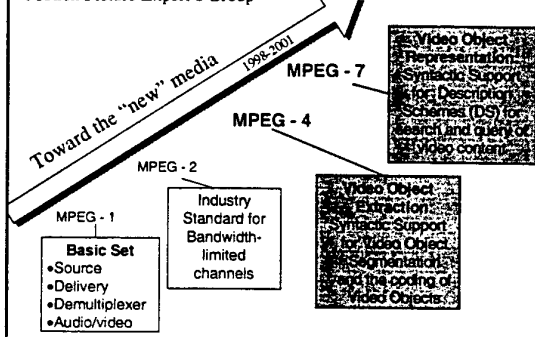 Toward the "new" media
1998-2001
MPEG - 7
Video Object
Representation:
Syntactic Support
for Description
Schemes (DS) for
search and query of
video content
MPEG - 4
Video Object
Extraction:
Syntactic Support
for Video Object
Segmentation
and the coding of
Video Objects
MPEG - 2
Industry
Standard for
Bandwidth-
limited
channels
MPEG - 1
Basic Set
•Source
•Delivery
•Demultiplexer
•Audio/video